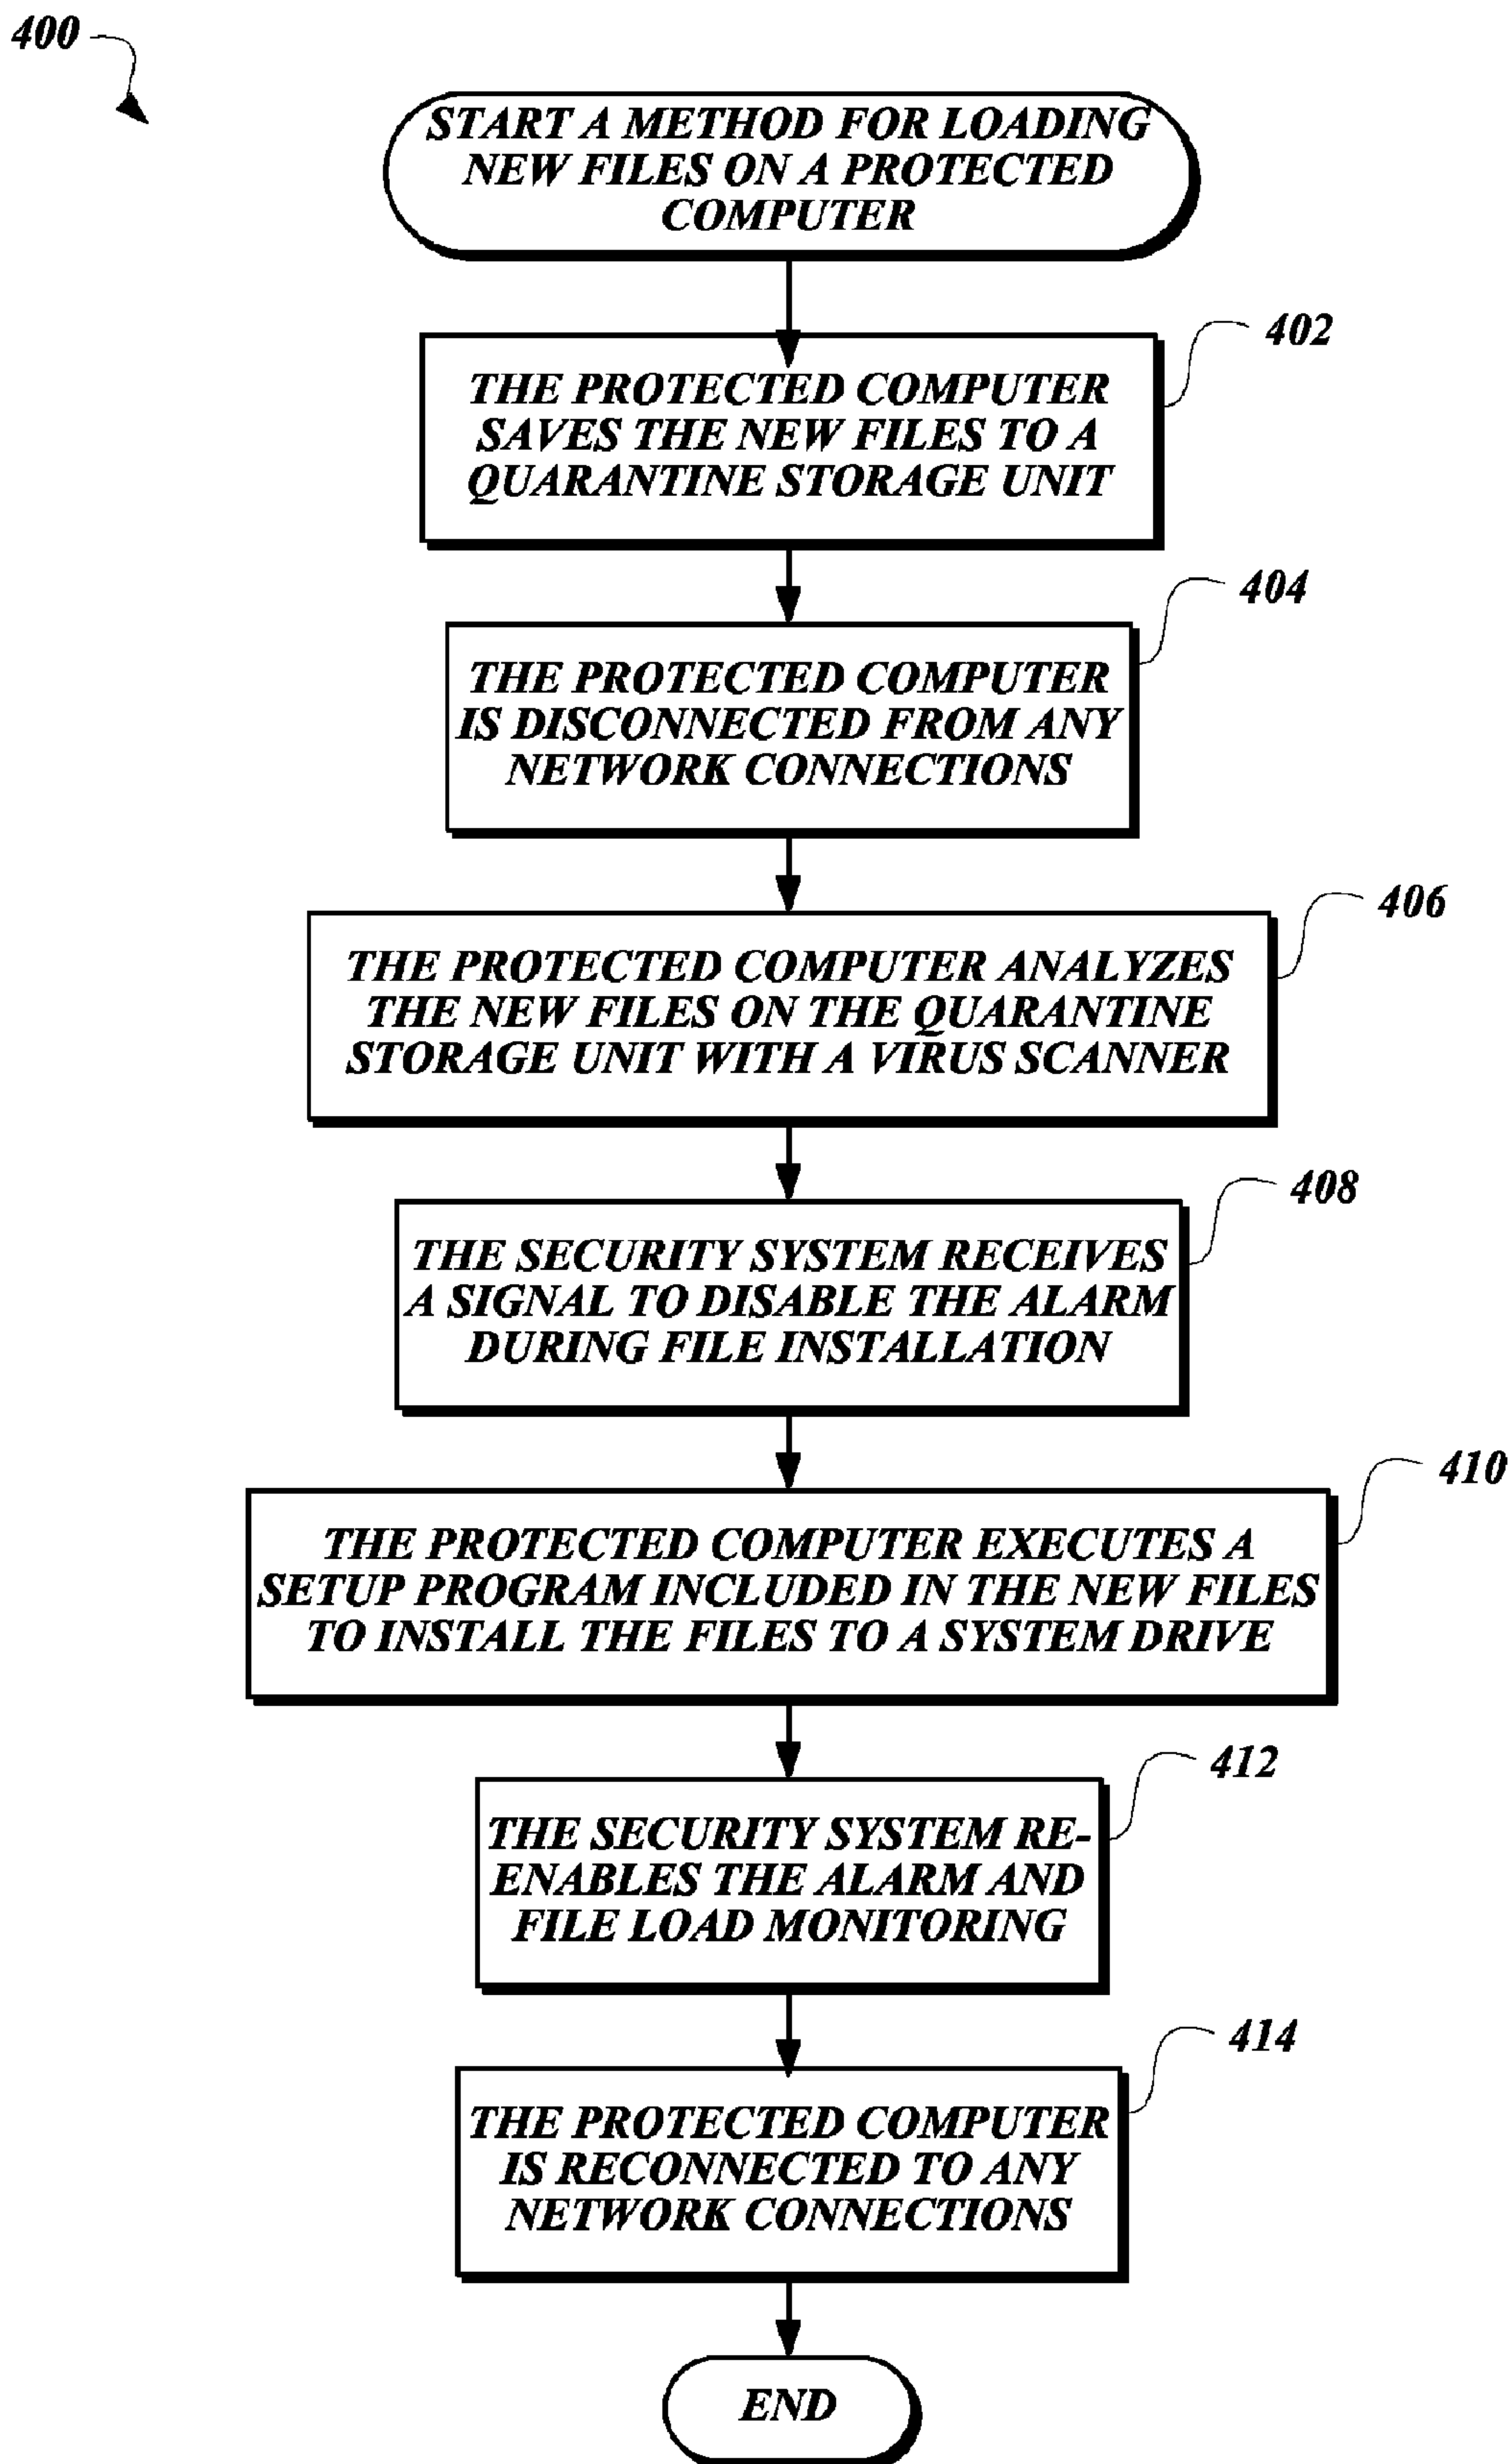 400
START A METHOD FOR LOADING
NEW FILES ON A PROTECTED
COMPUTER
402
THE PROTECTED COMPUTER
SAVES THE NEW FILES TO A
QUARANTINE STORAGE UNIT
404
THE PROTECTED COMPUTER
IS DISCONNECTED FROM ANY
NETWORK CONNECTIONS
406
THE PROTECTED COMPUTER ANALYZES
THE NEW FILES ON THE QUARANTINE
STORAGE UNIT WITH A VIRUS SCANNER
408
THE SECURITY SYSTEM RECEIVES
A SIGNAL TO DISABLE THE ALARM
DURING FILE INSTALLATION
410
THE PROTECTED COMPUTER EXECUTES A
SETUP PROGRAM INCLUDED IN THE NEW FILES
TO INSTALL THE FILES TO A SYSTEM DRIVE
412
THE SECURITY SYSTEM RE-
ENABLES THE ALARM AND
FILE LOAD MONITORING
414
THE PROTECTED COMPUTER
IS RECONNECTED TO ANY
NETWORK CONNECTIONS
END